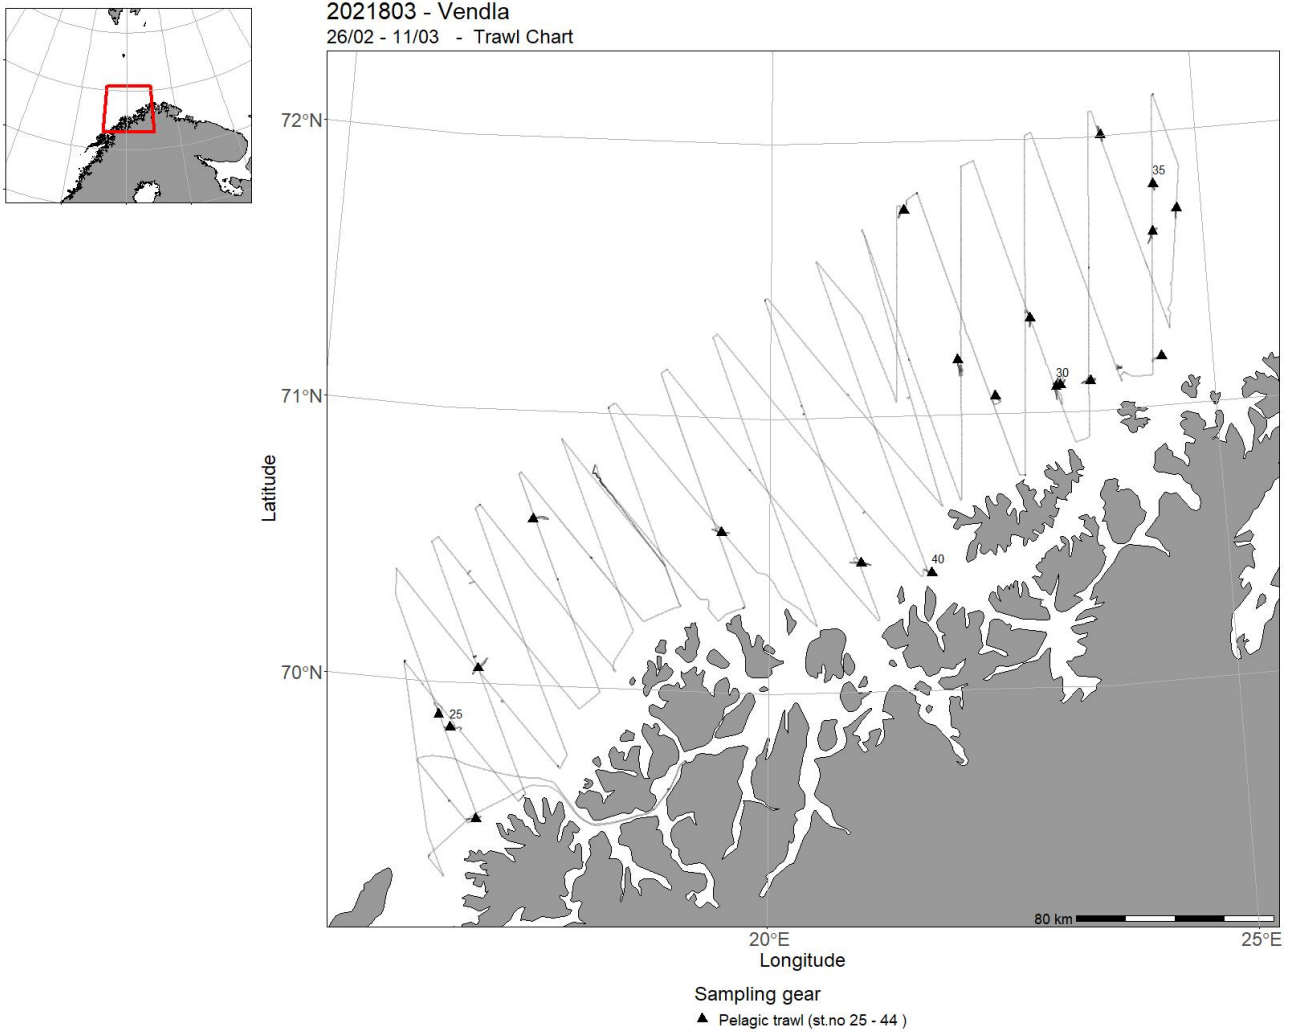 2021803 - Vendla
26/02 - 11/03 - Trawl Chart
72°N
35
71°N
30
40
70°N
25
80 km
20°E
25°E
Latitude
Longitude
Sampling gear
Pelagic trawl (st.no 25 - 44 )